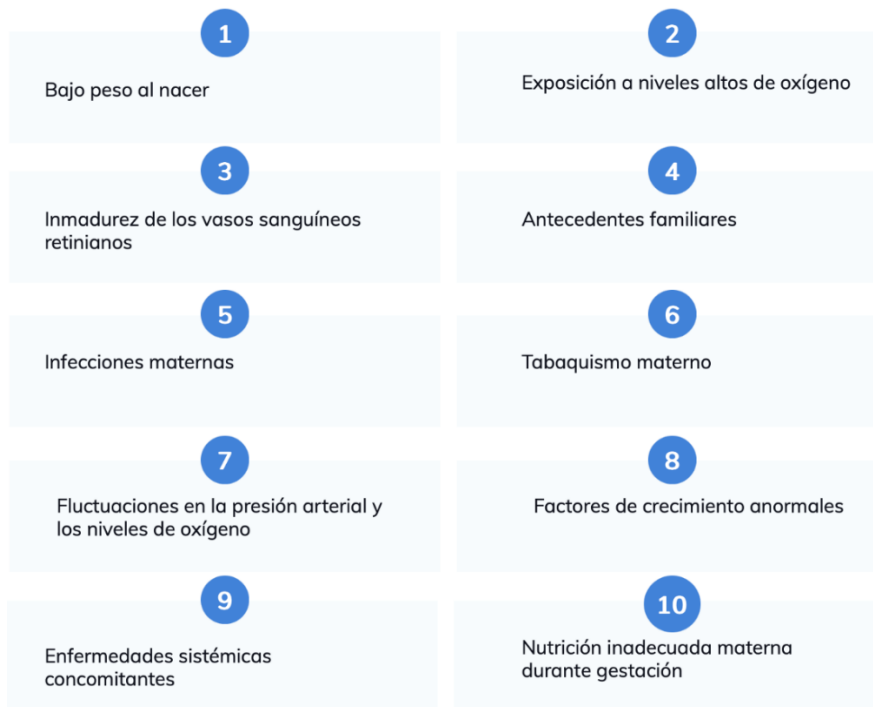 1
Bajo peso al nacer
2
Exposición a niveles altos de oxígeno
3
Inmadurez de los vasos sanguíneos
retinianos
4
Antecedentes familiares
5
Infecciones maternas
6
Tabaquismo materno
7
Fluctuaciones en la presión arterial y
los niveles de oxígeno
8
Factores de crecimiento anormales
9
Enfermedades sistémicas
concomitantes
10
Nutrición inadecuada materna
durante gestación